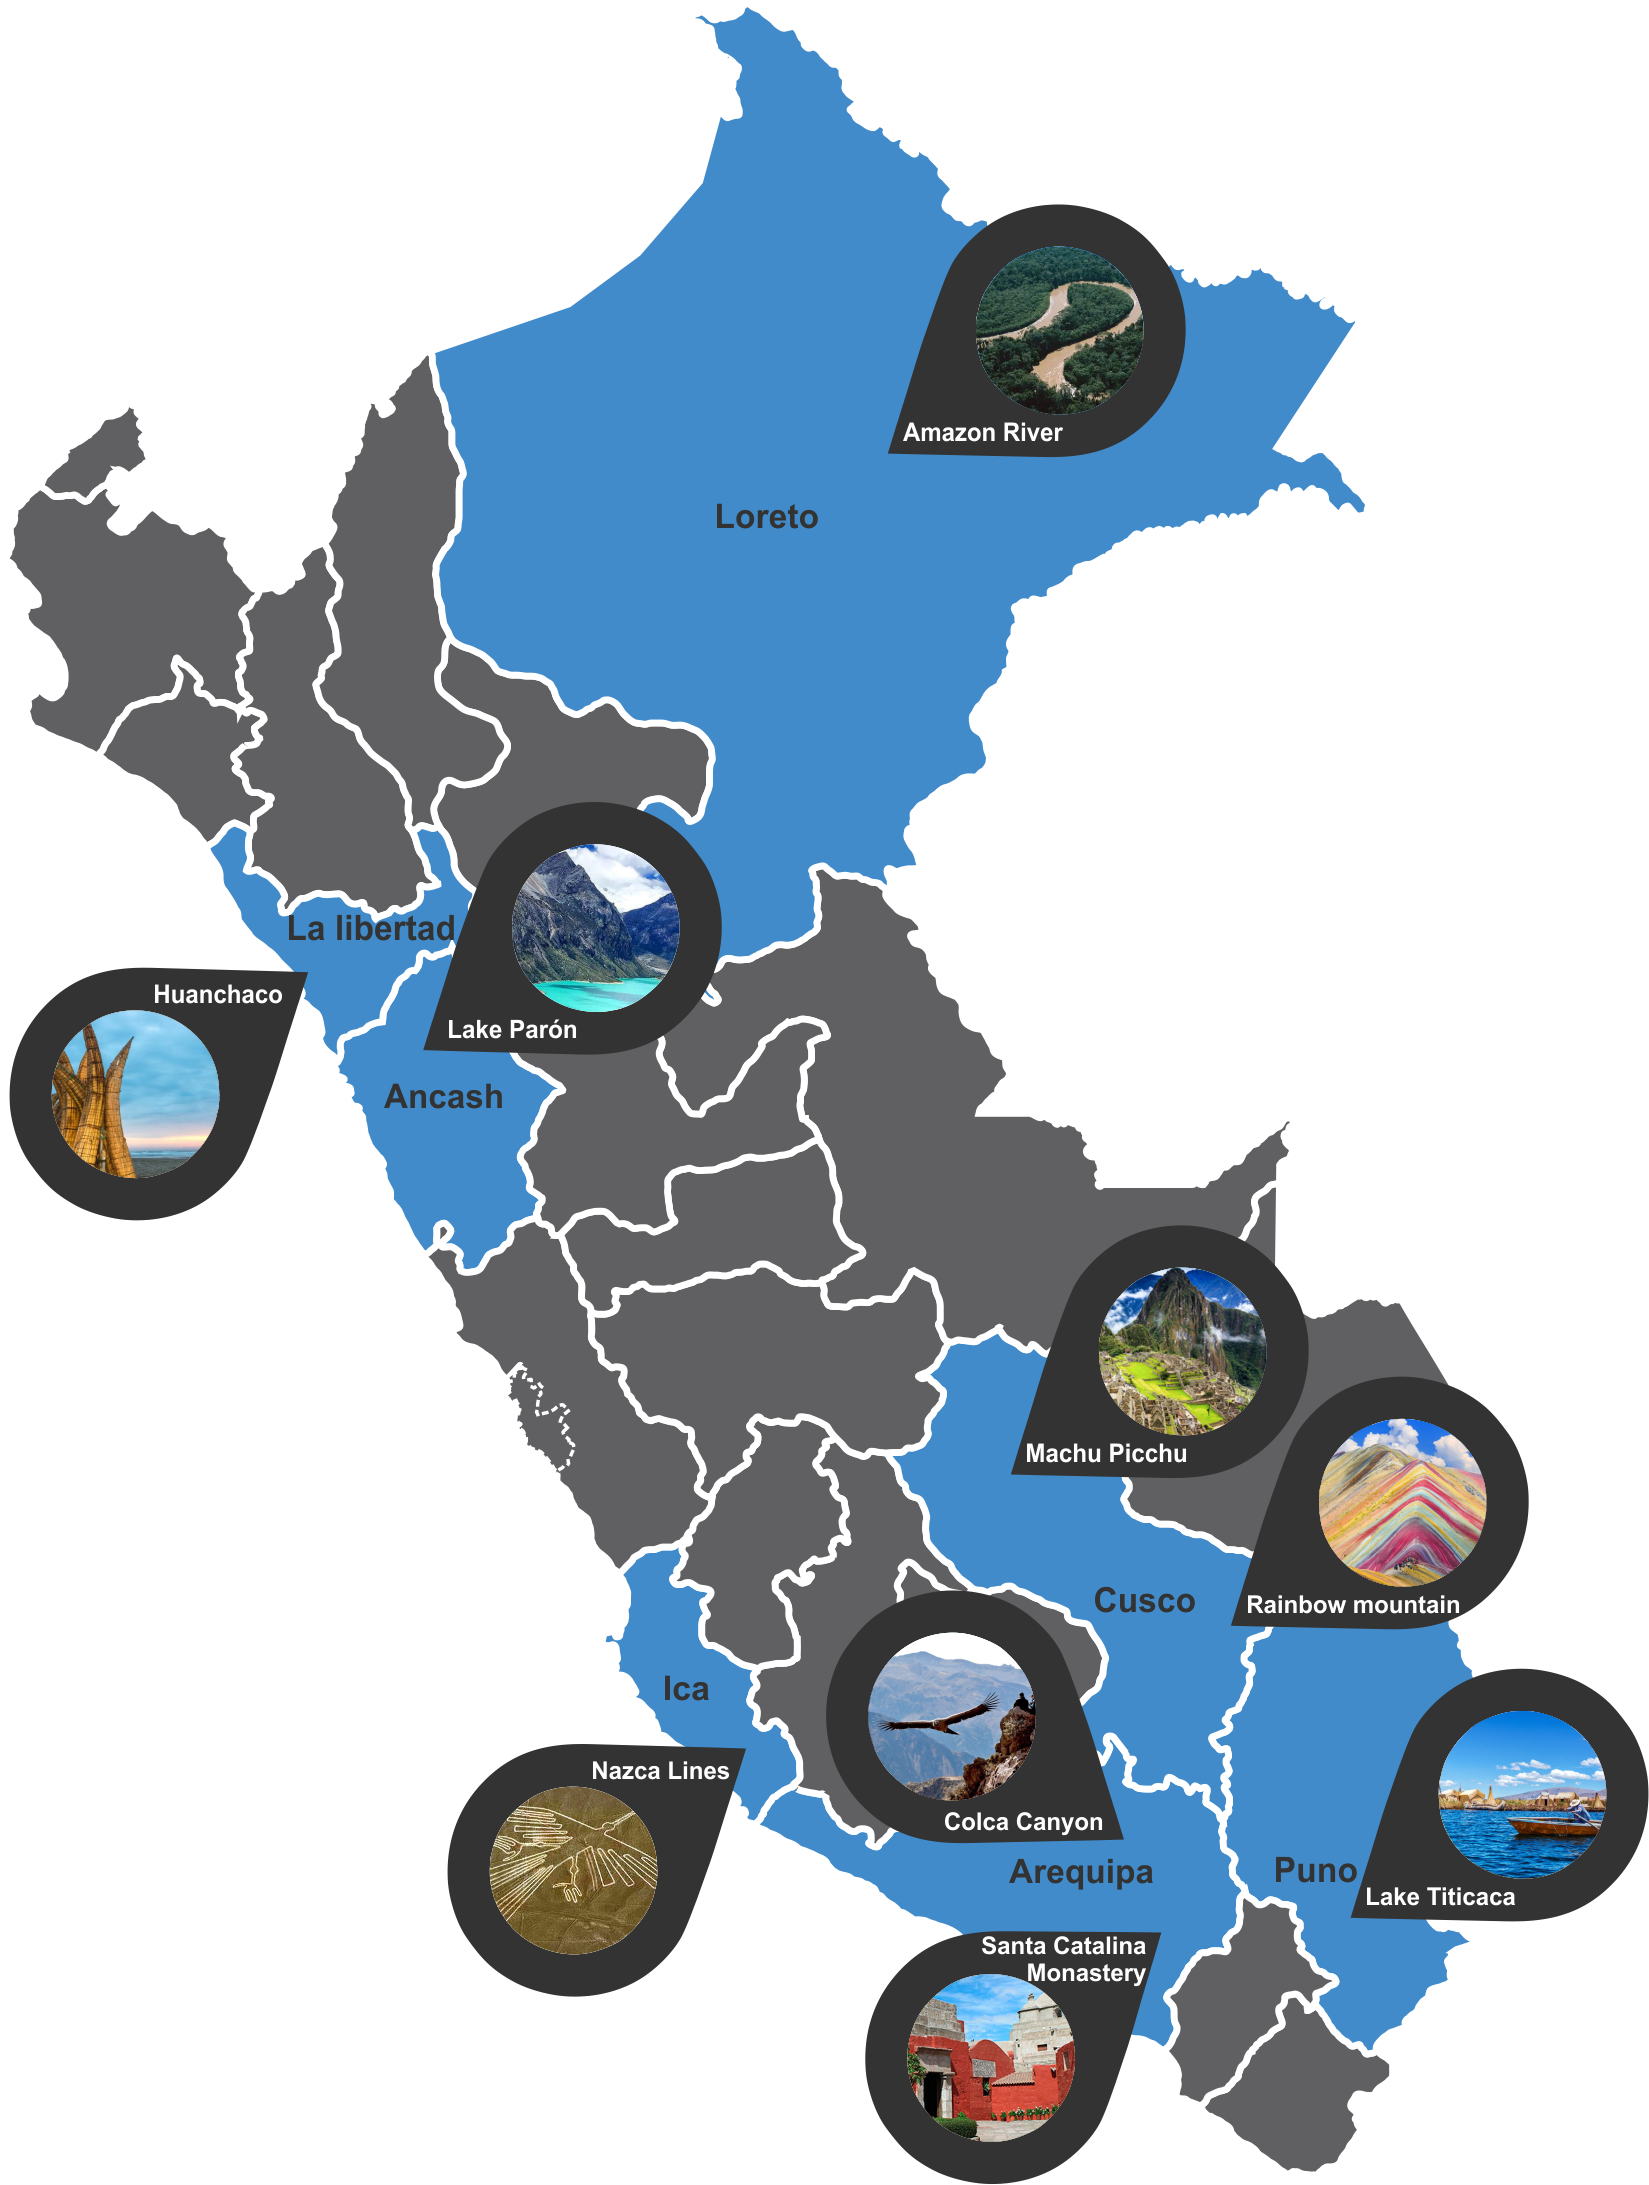 Amazon River
Loreto
La libertad
Huanchaco
Lake Parón
Ancash
Machu Picchu
Cusco
Rainbow mountain
Ica
Nazca Lines
Colca Canyon
Arequipa
Puno
Lake Titicaca
Santa Catalina
Monastery